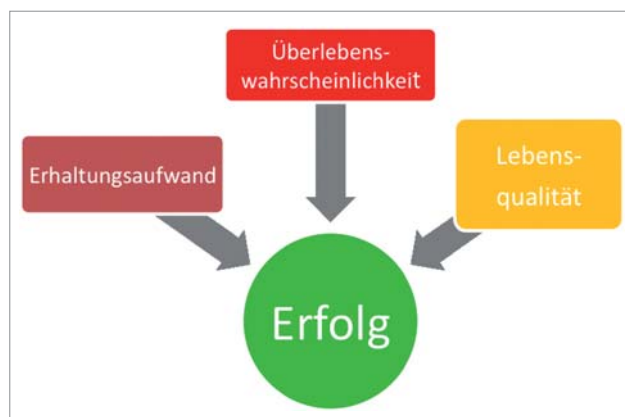 Überlebens-
wahrscheinlichkeit
Erhaltungsaufwand
Lebens-
qualität
Erfolg